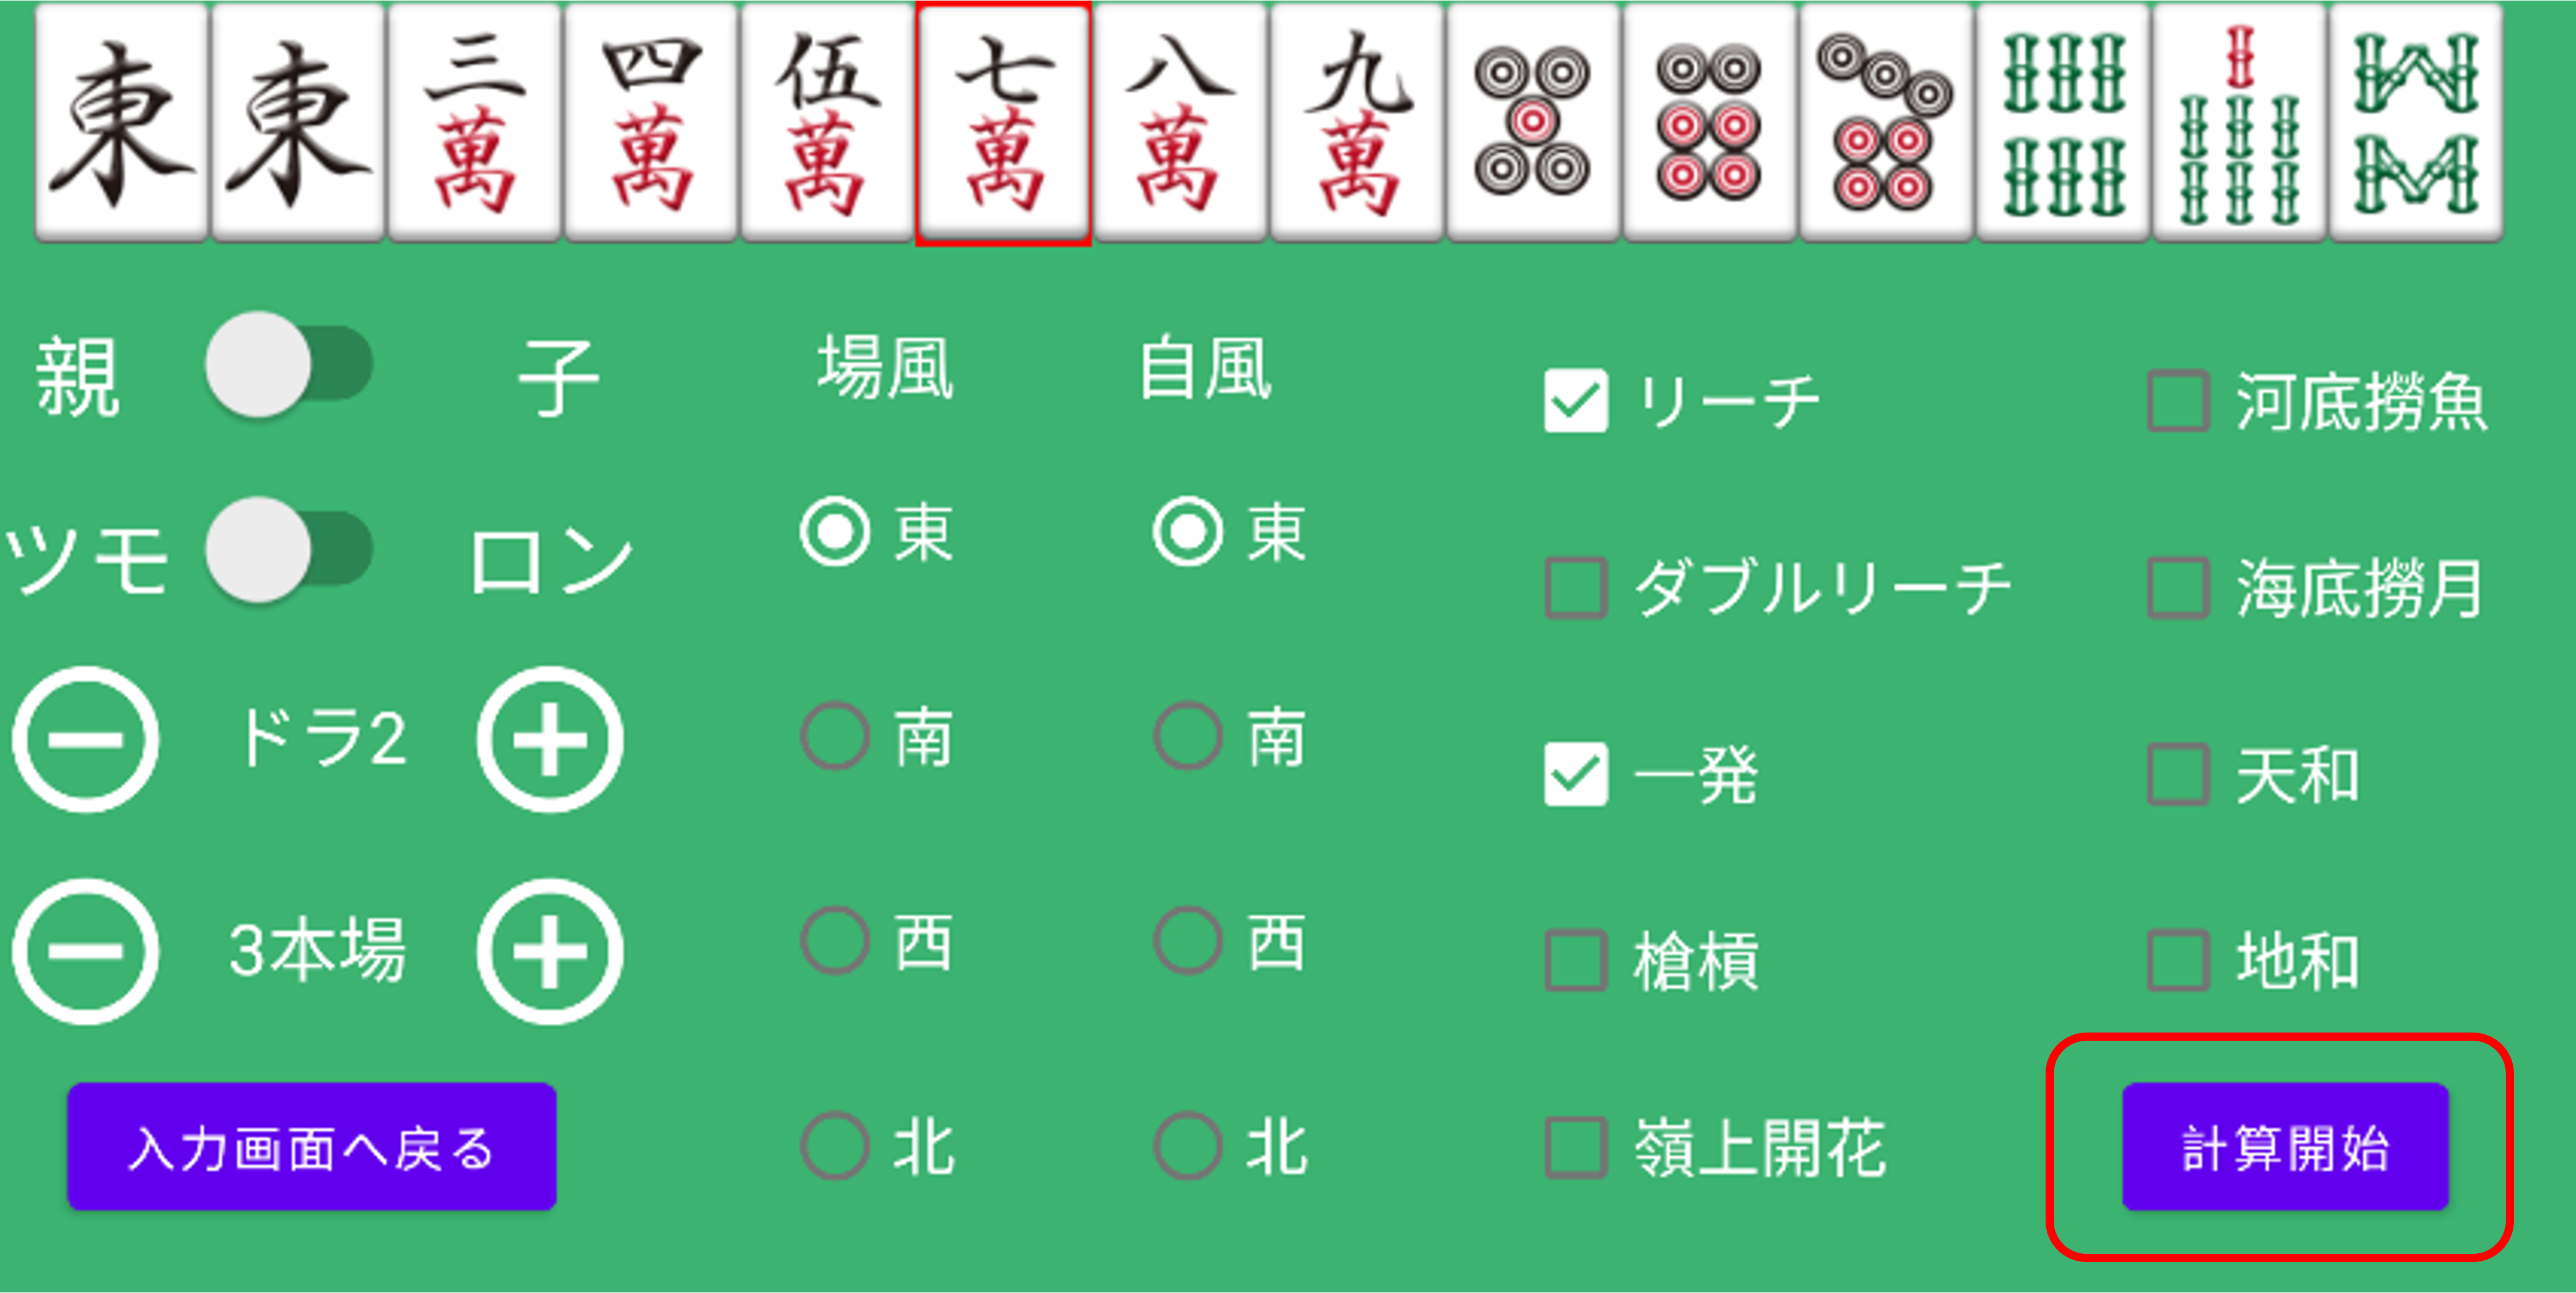 東 東 三萬 四萬 伍萬 七萬 八萬 九萬
親 子 場風 自風 リーチ 河底撈魚
ツモ ロン 東 東 ダブルリーチ 海底撈月
ドラ2 南 南 一発 天和
3本場 西 西 槍槓 地和
入力画面へ戻る 北 北 嶺上開花 計算開始